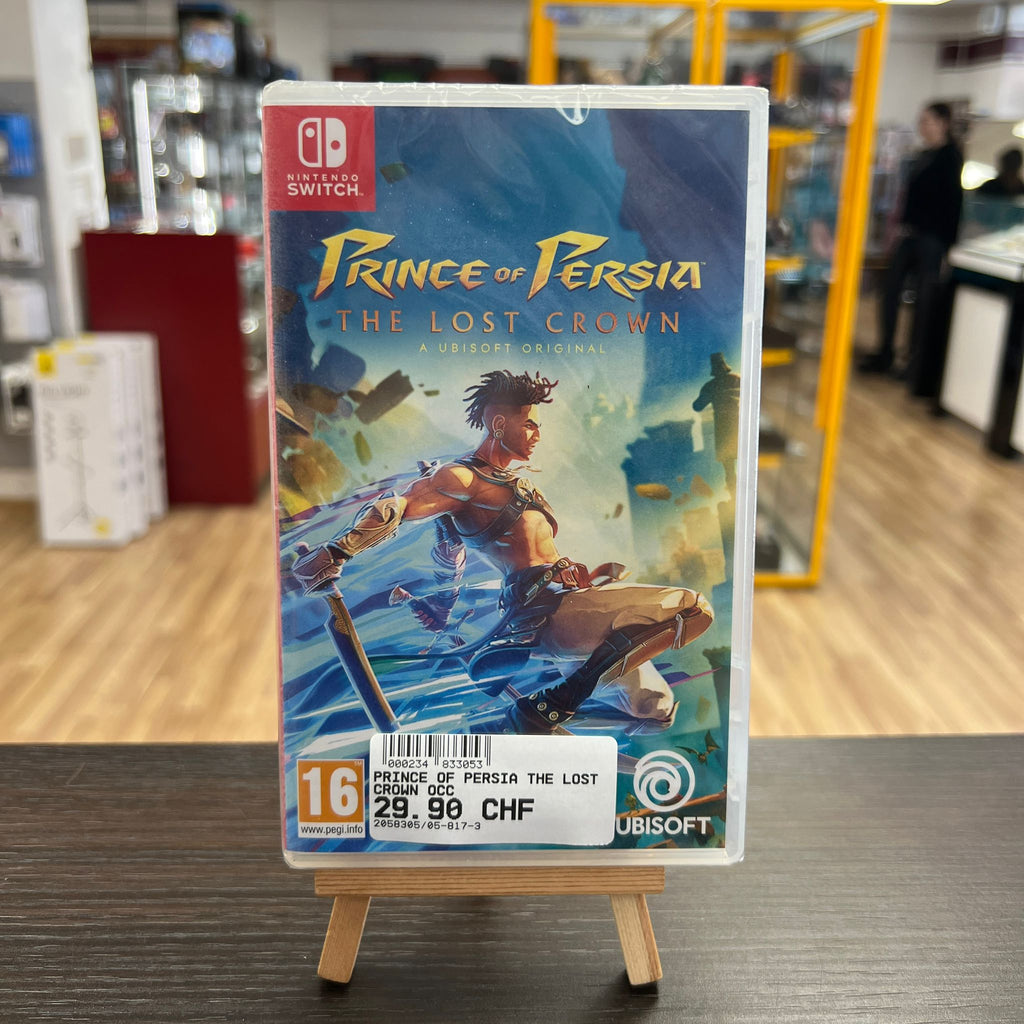 NINTENDO
SWITCH
PRINCE OF PERSIA™
THE LOST CROWN
A UBISOFT ORIGINAL
000234 833053
PRINCE OF PERSIA THE LOST
CROWN OCC
29.90 CHF
2058305/05-817-3
16
www.pegi.info
UBISOFT